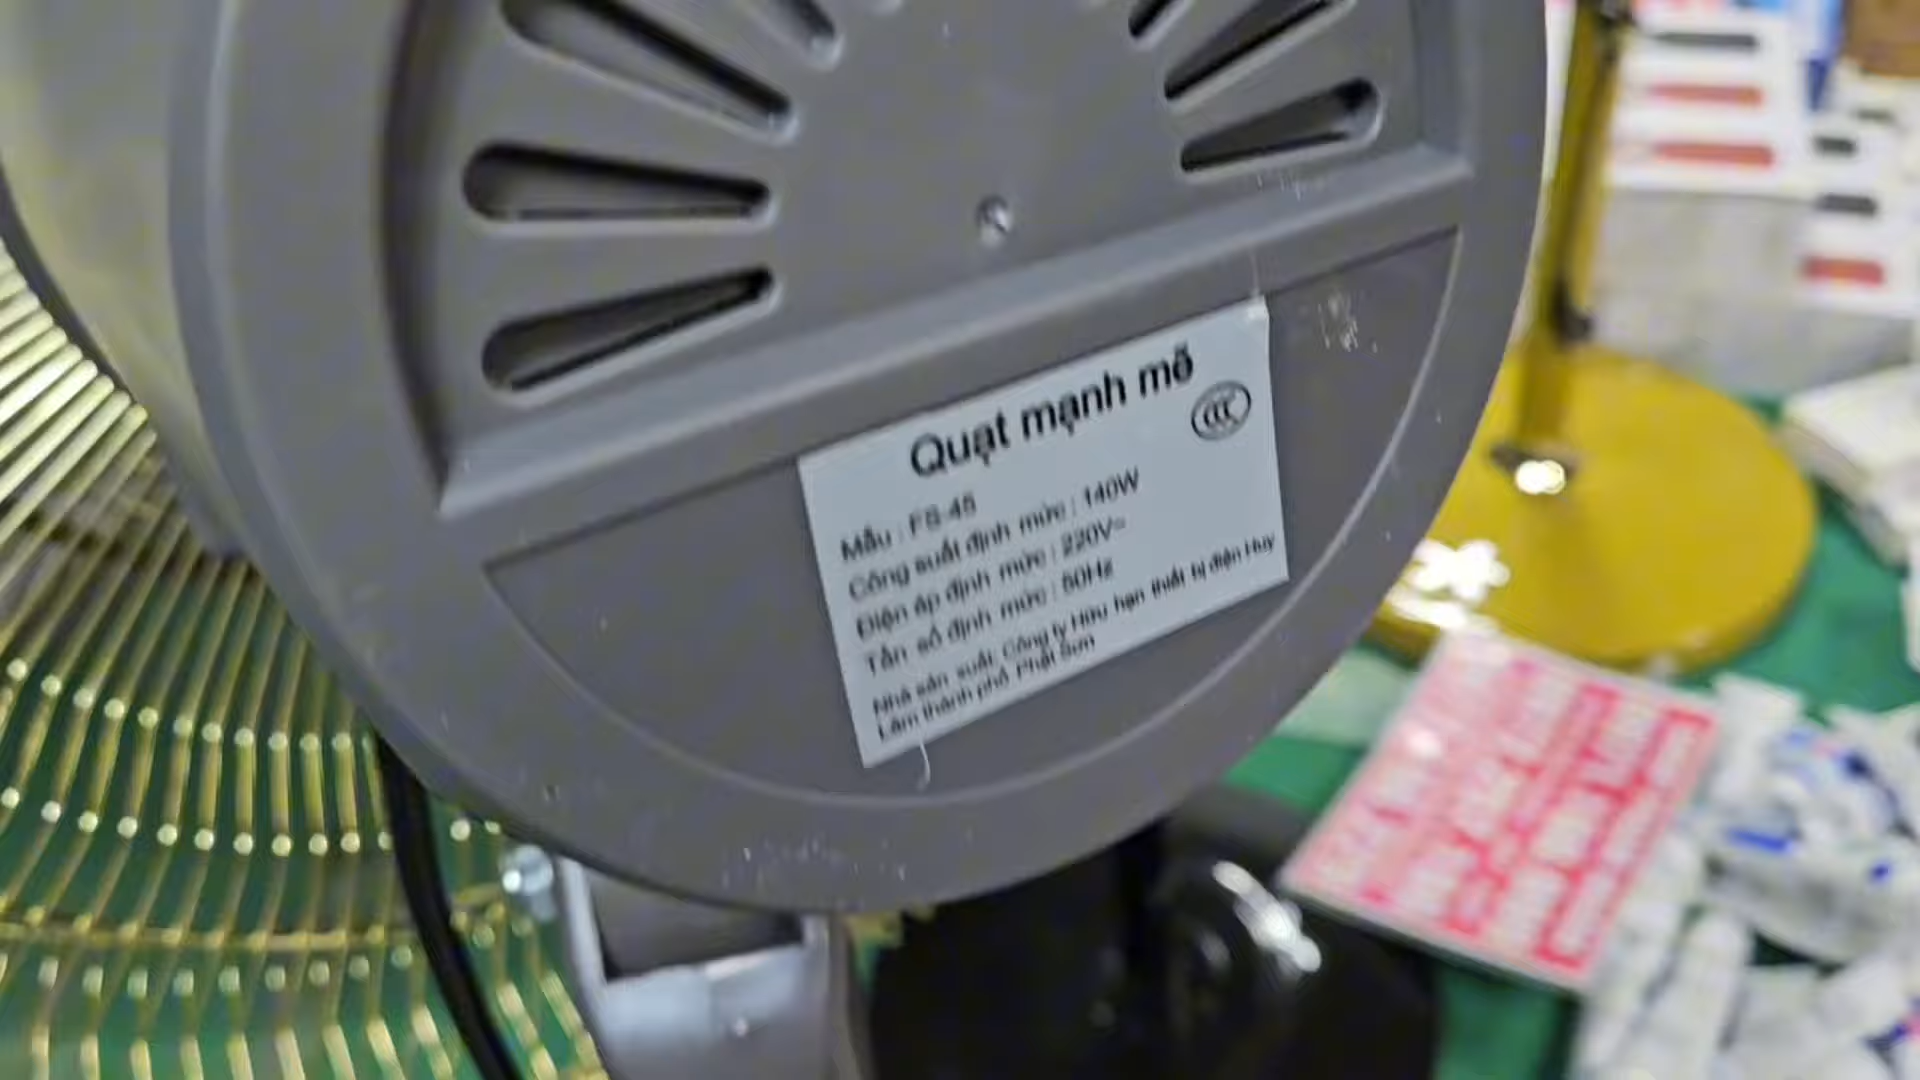 Quạt mạnh mẽ
CCC
Mẫu : FS-45
Công suất định mức : 140W
Điện áp định mức : 220V~
Tần số định mức : 50Hz
Nhà sản xuất: Công ty Hữu hạn thiết bị điện Huy
Lâm thành phố Phật Sơn